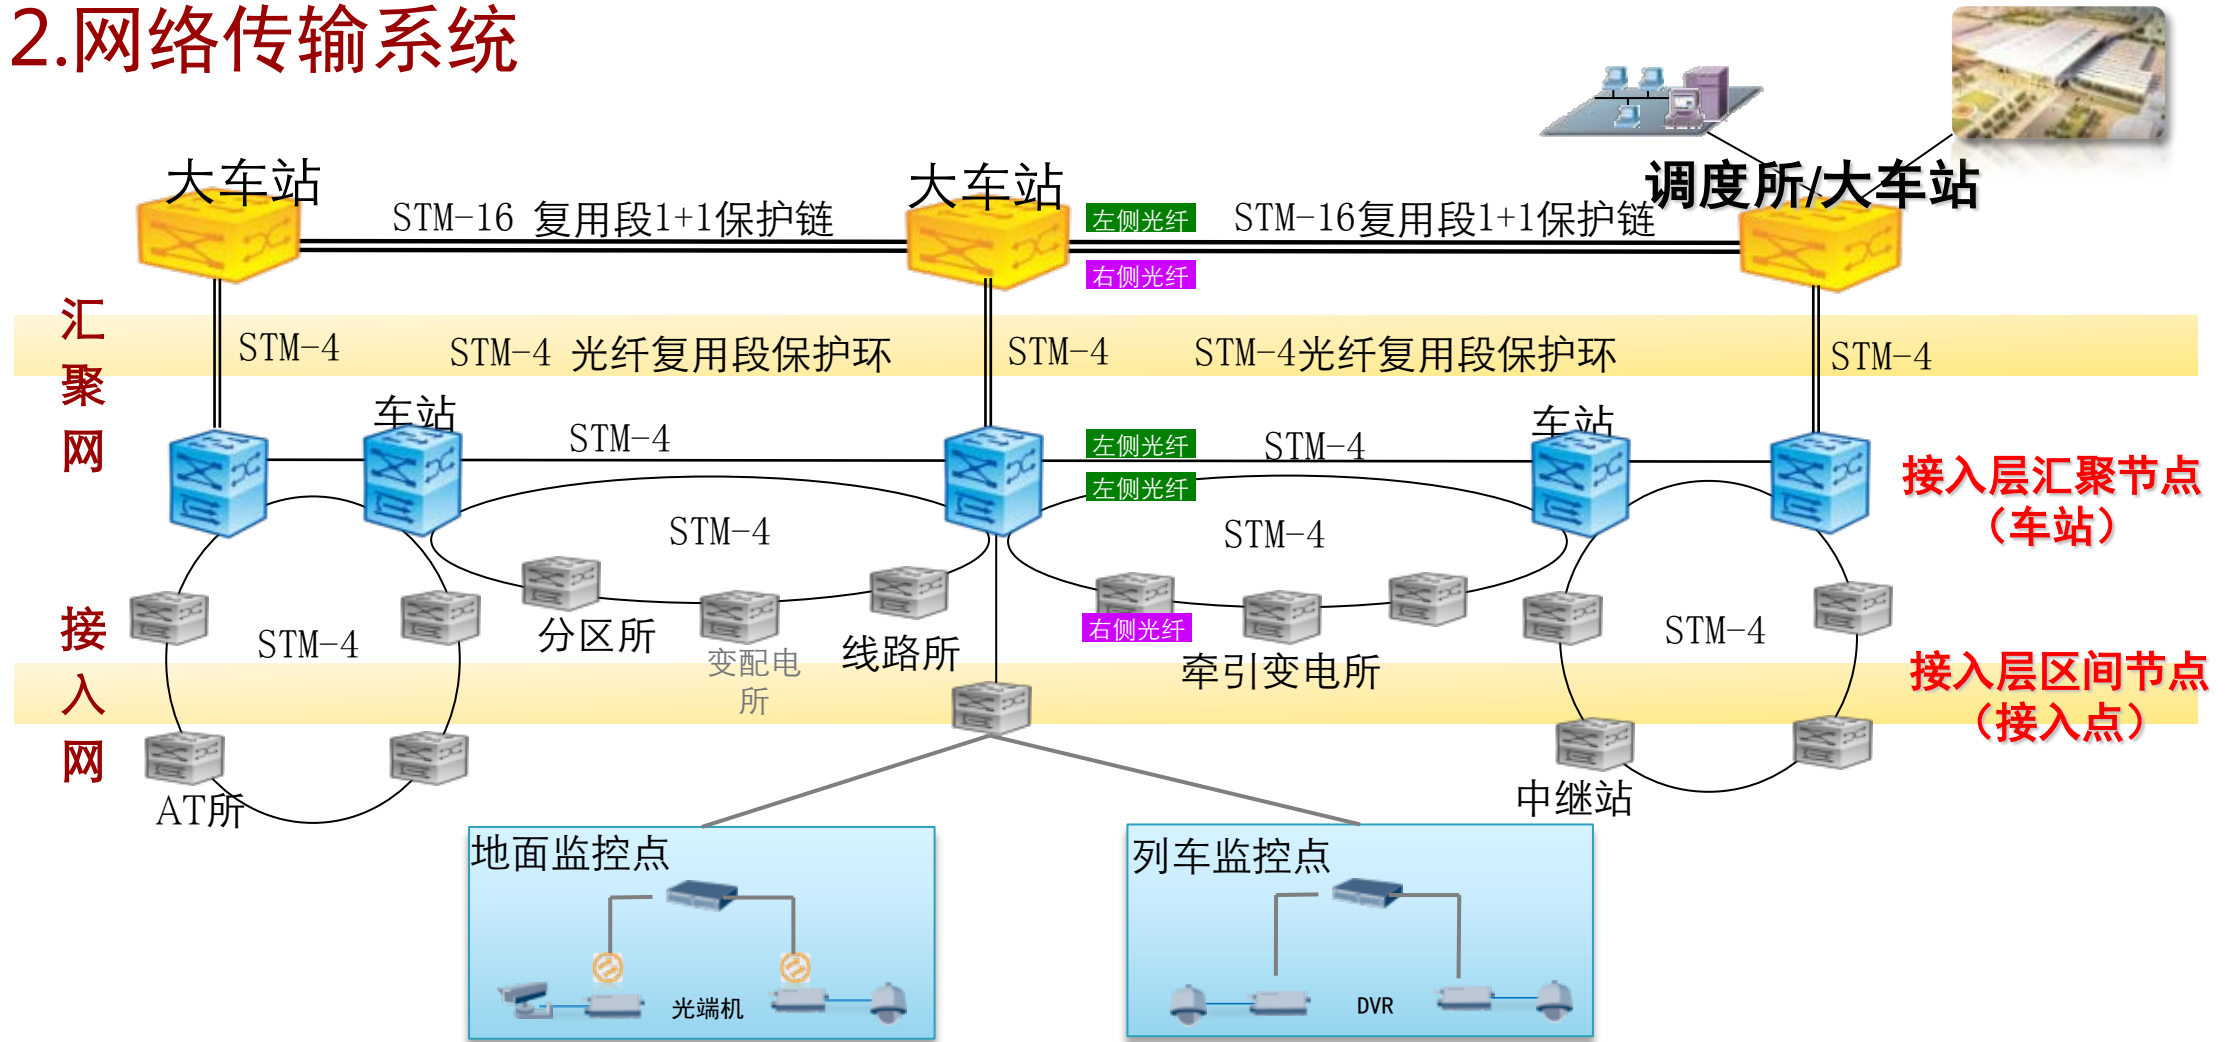 2.网络传输系统
大车站
大车站
调度所/大车站
STM-16 复用段1+1保护链
左侧光纤
STM-16复用段1+1保护链
右侧光纤
汇
聚
网
STM-4
STM-4 光纤复用段保护环
STM-4
STM-4光纤复用段保护环
STM-4
车站
STM-4
左侧光纤
STM-4
车站
左侧光纤
接入层汇聚节点
（车站）
STM-4
STM-4
接
入
网
STM-4
分区所
变配电
所
线路所
右侧光纤
牵引变电所
STM-4
接入层区间节点
（接入点）
AT所
中继站
地面监控点
光端机
列车监控点
DVR